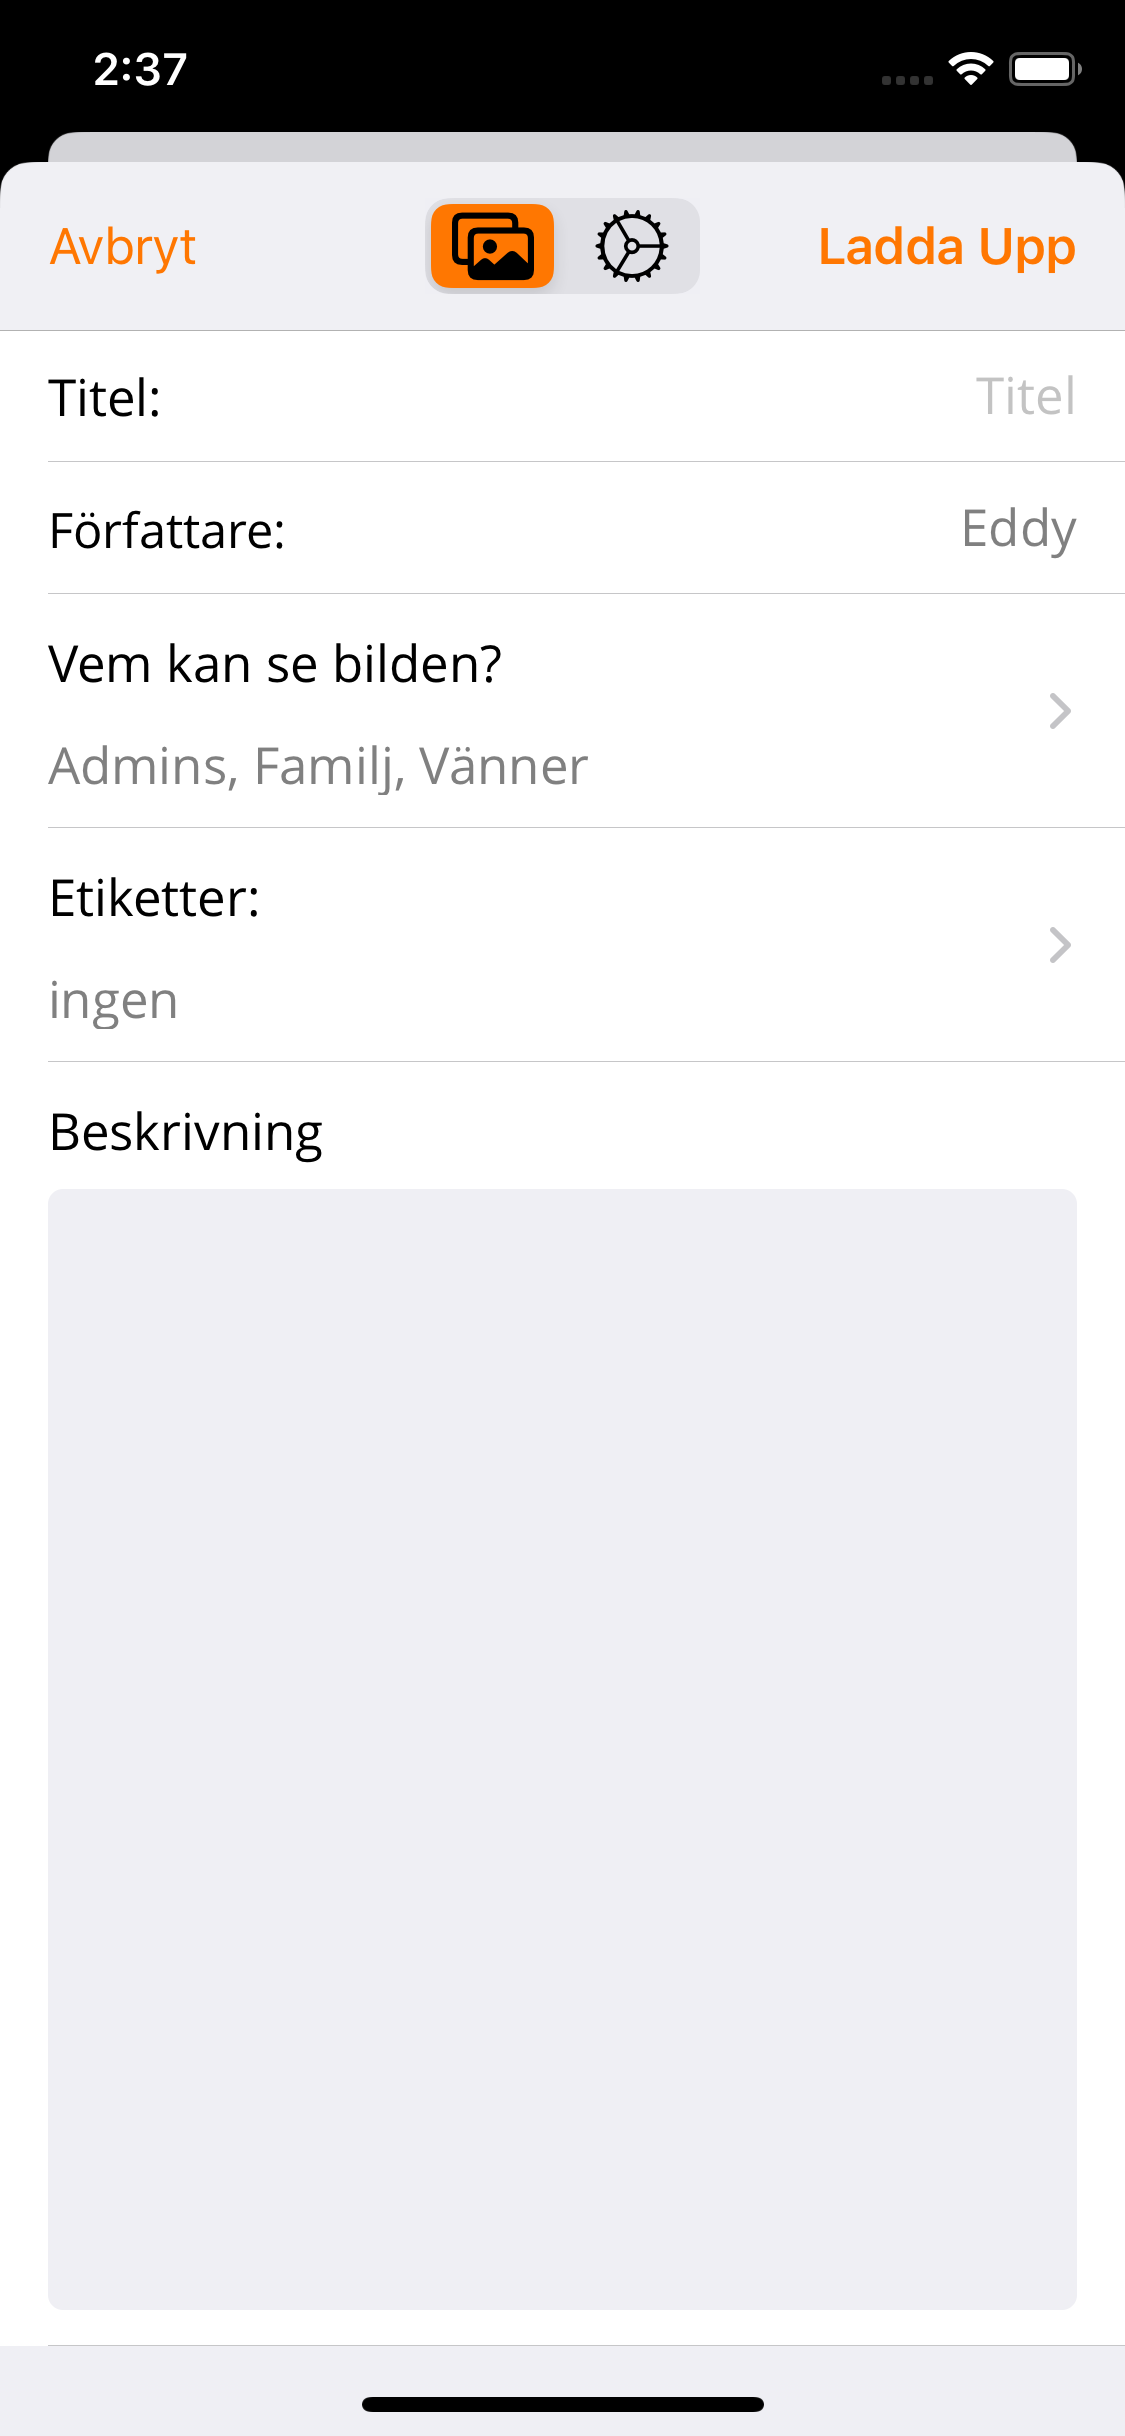 2:37
Avbryt
Ladda Upp
Titel:
Titel
Författare:
Eddy
Vem kan se bilden?
Admins, Familj, Vänner
Etiketter:
ingen
Beskrivning